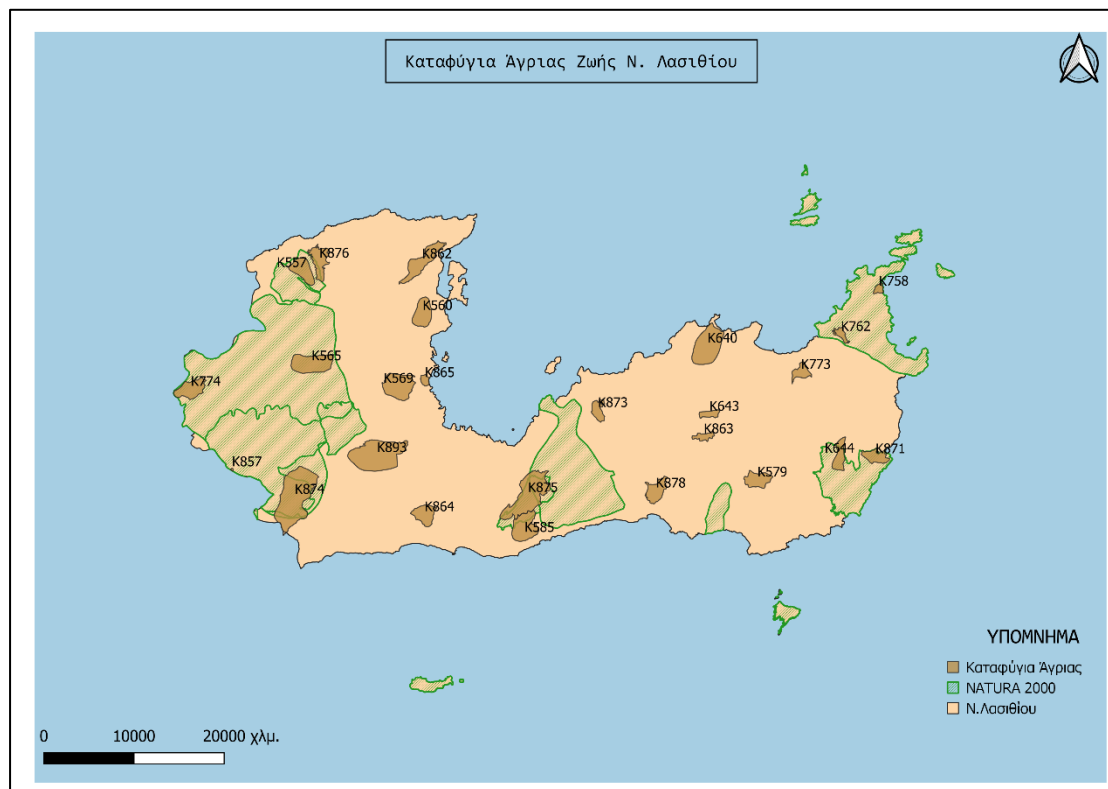 Καταφύγια Άγριας Ζωής Ν. Λασιθίου
K876
K862
K557
K758
K560
K762
K640
K565
K773
K865
K774
K569
K873
K643
K863
K893
K644
K871
K857
K579
K874
K875
K878
K864
K585
ΥΠΟΜΝΗΜΑ
Καταφύγια Άγριας
NATURA 2000
Ν.Λασιθίου
0 10000 20000 χλμ.